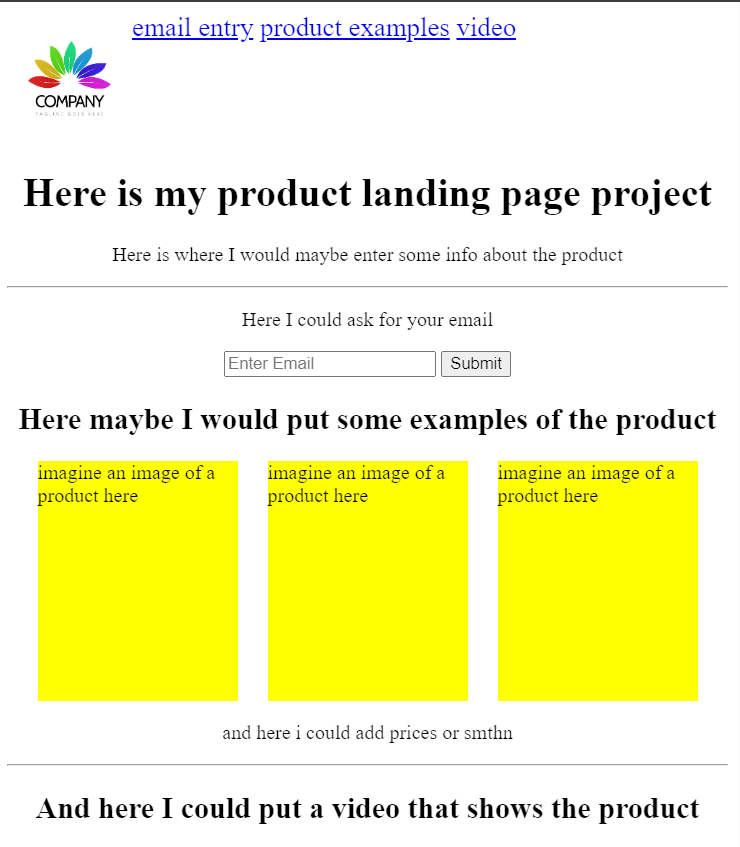 email entry product examples video
COMPANY
TAGLINE GOES HERE
Here is my product landing page project
Here is where I would maybe enter some info about the product
Here I could ask for your email
Enter Email Submit
Here maybe I would put some examples of the product
imagine an image of a product here
imagine an image of a product here
imagine an image of a product here
and here i could add prices or smthn
And here I could put a video that shows the product